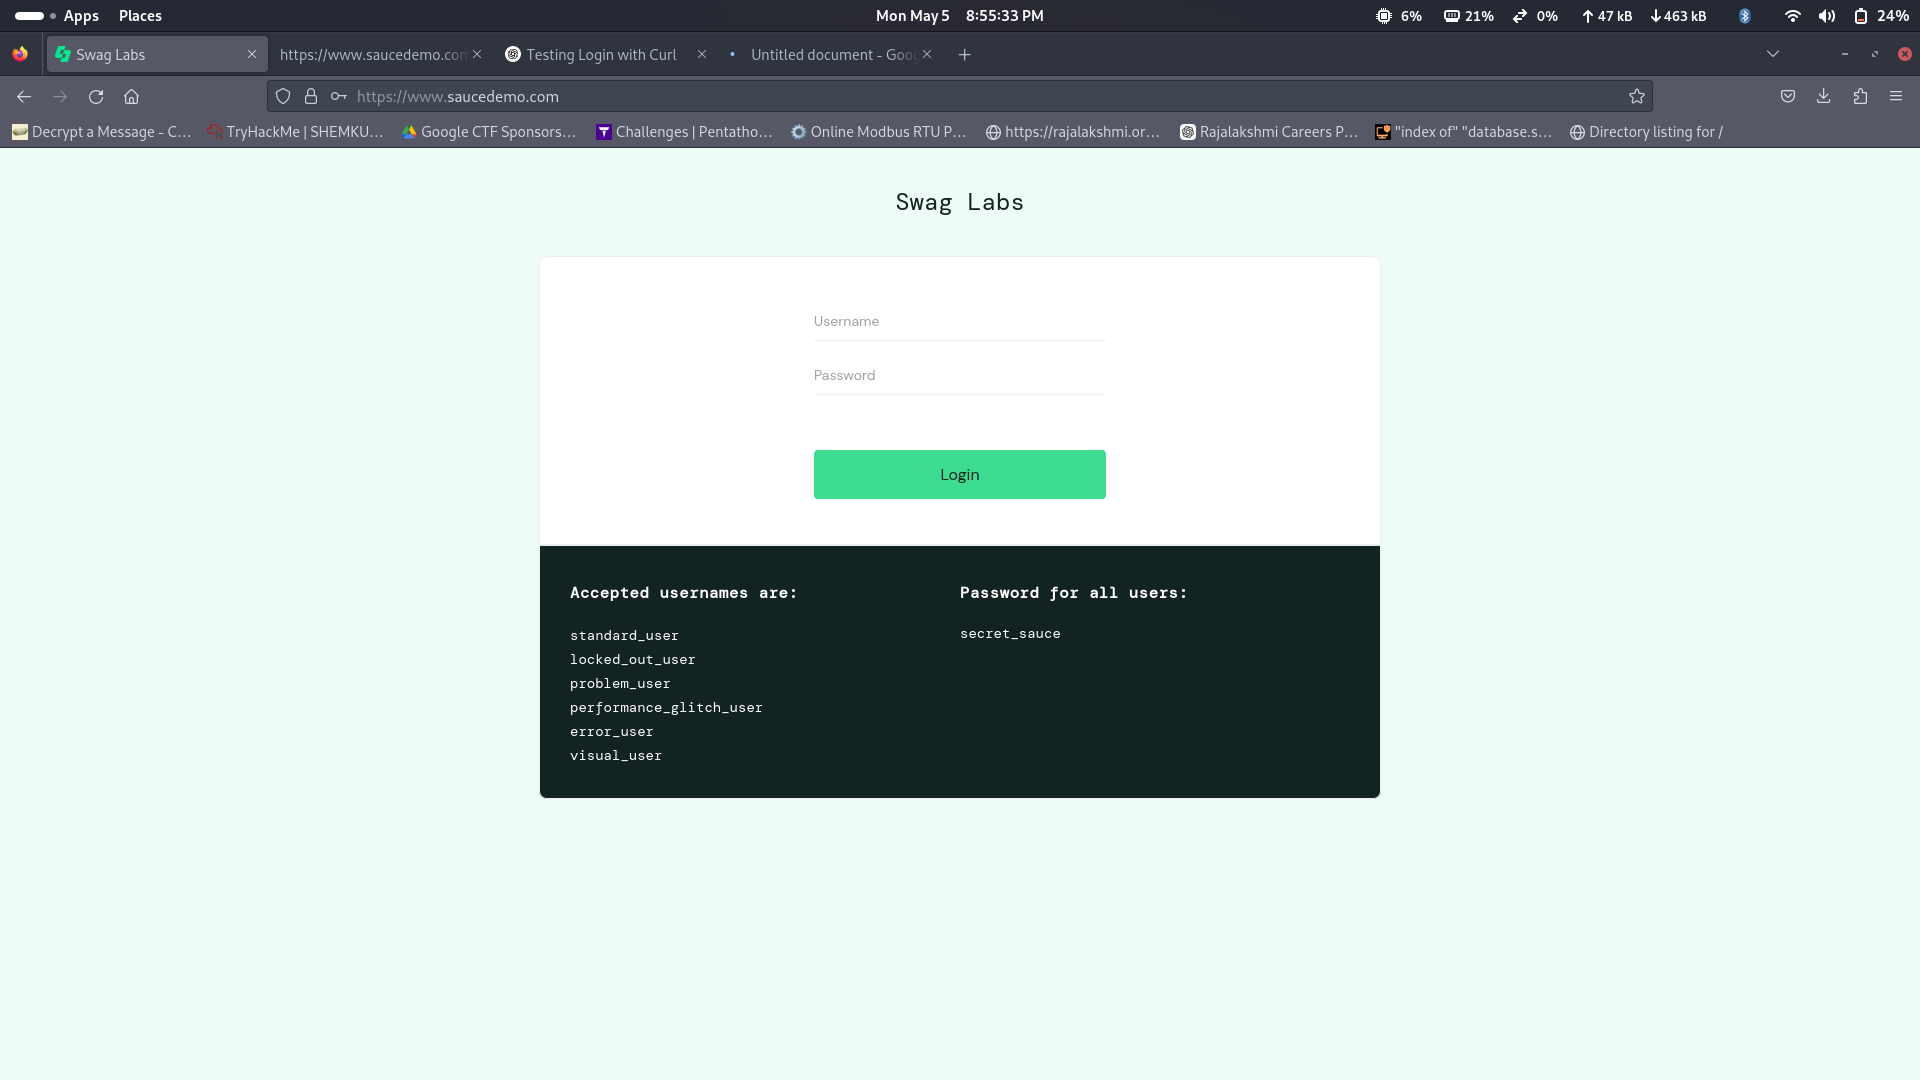 Apps Places Mon May 5 8:55:33 PM 6% 21% 0% 47 kB 463 kB 24%
Swag Labs https://www.saucedemo.com Testing Login with Curl Untitled document - Goo
https://www.saucedemo.com
Decrypt a Message - C… TryHackMe | SHEMKU… Google CTF Sponsors… Challenges | Pentatho… Online Modbus RTU P… https://rajalakshmi.or… Rajalakshmi Careers P… "index of" "database.s… Directory listing for /
Swag Labs
Username
Password
Login
Accepted usernames are:
standard_user
locked_out_user
problem_user
performance_glitch_user
error_user
visual_user
Password for all users:
secret_sauce